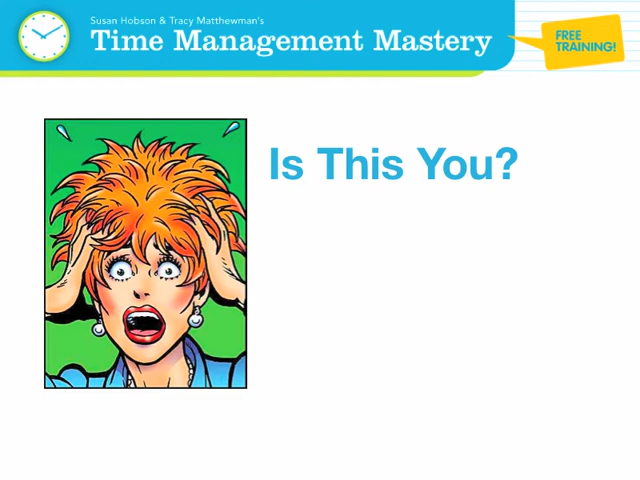 Susan Hobson & Tracy Matthewman's
Time Management Mastery
FREE
TRAINING!
Is This You?